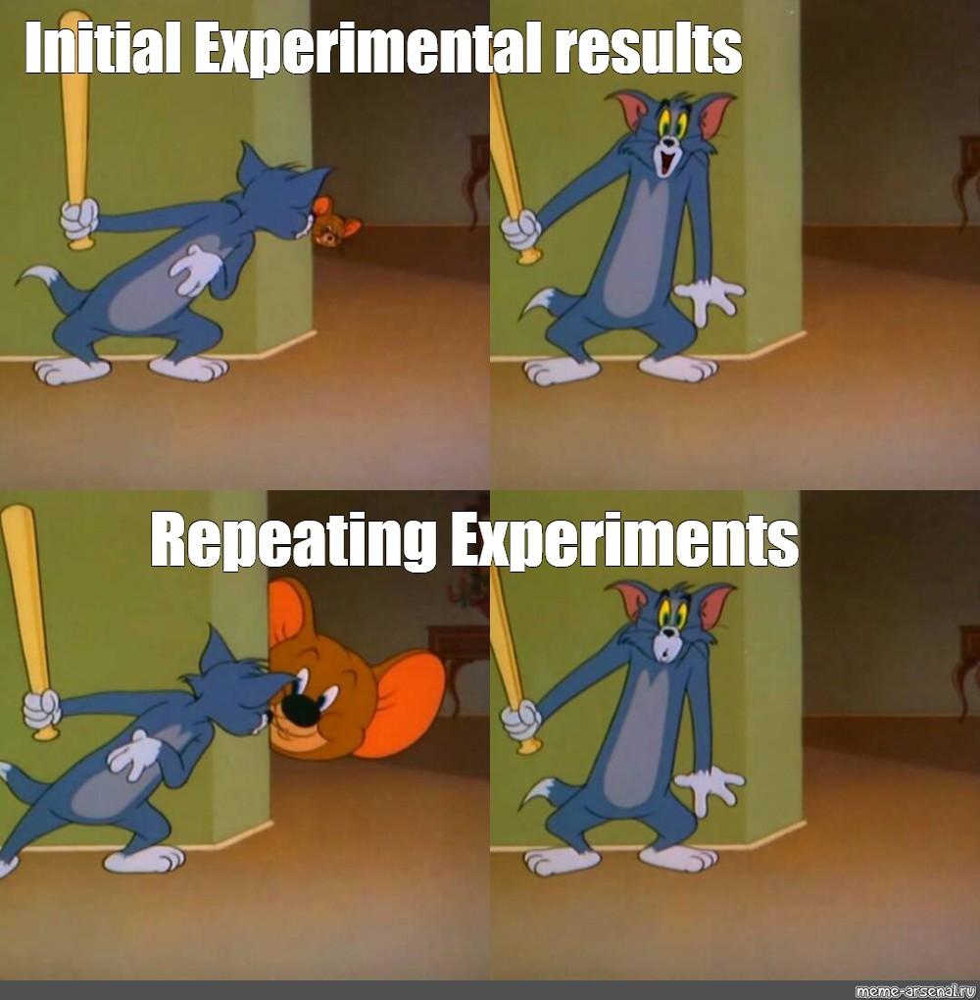 Initial Experimental results
Repeating Experiments
meme-arsenal.ru